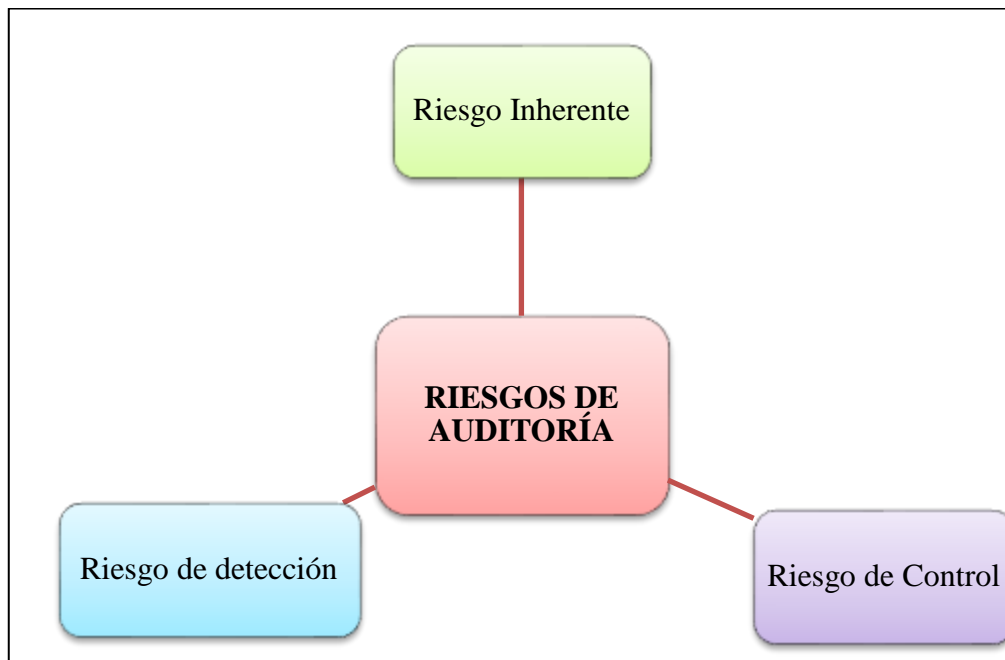 Riesgo Inherente
RIESGOS DE
AUDITORÍA
Riesgo de detección
Riesgo de Control